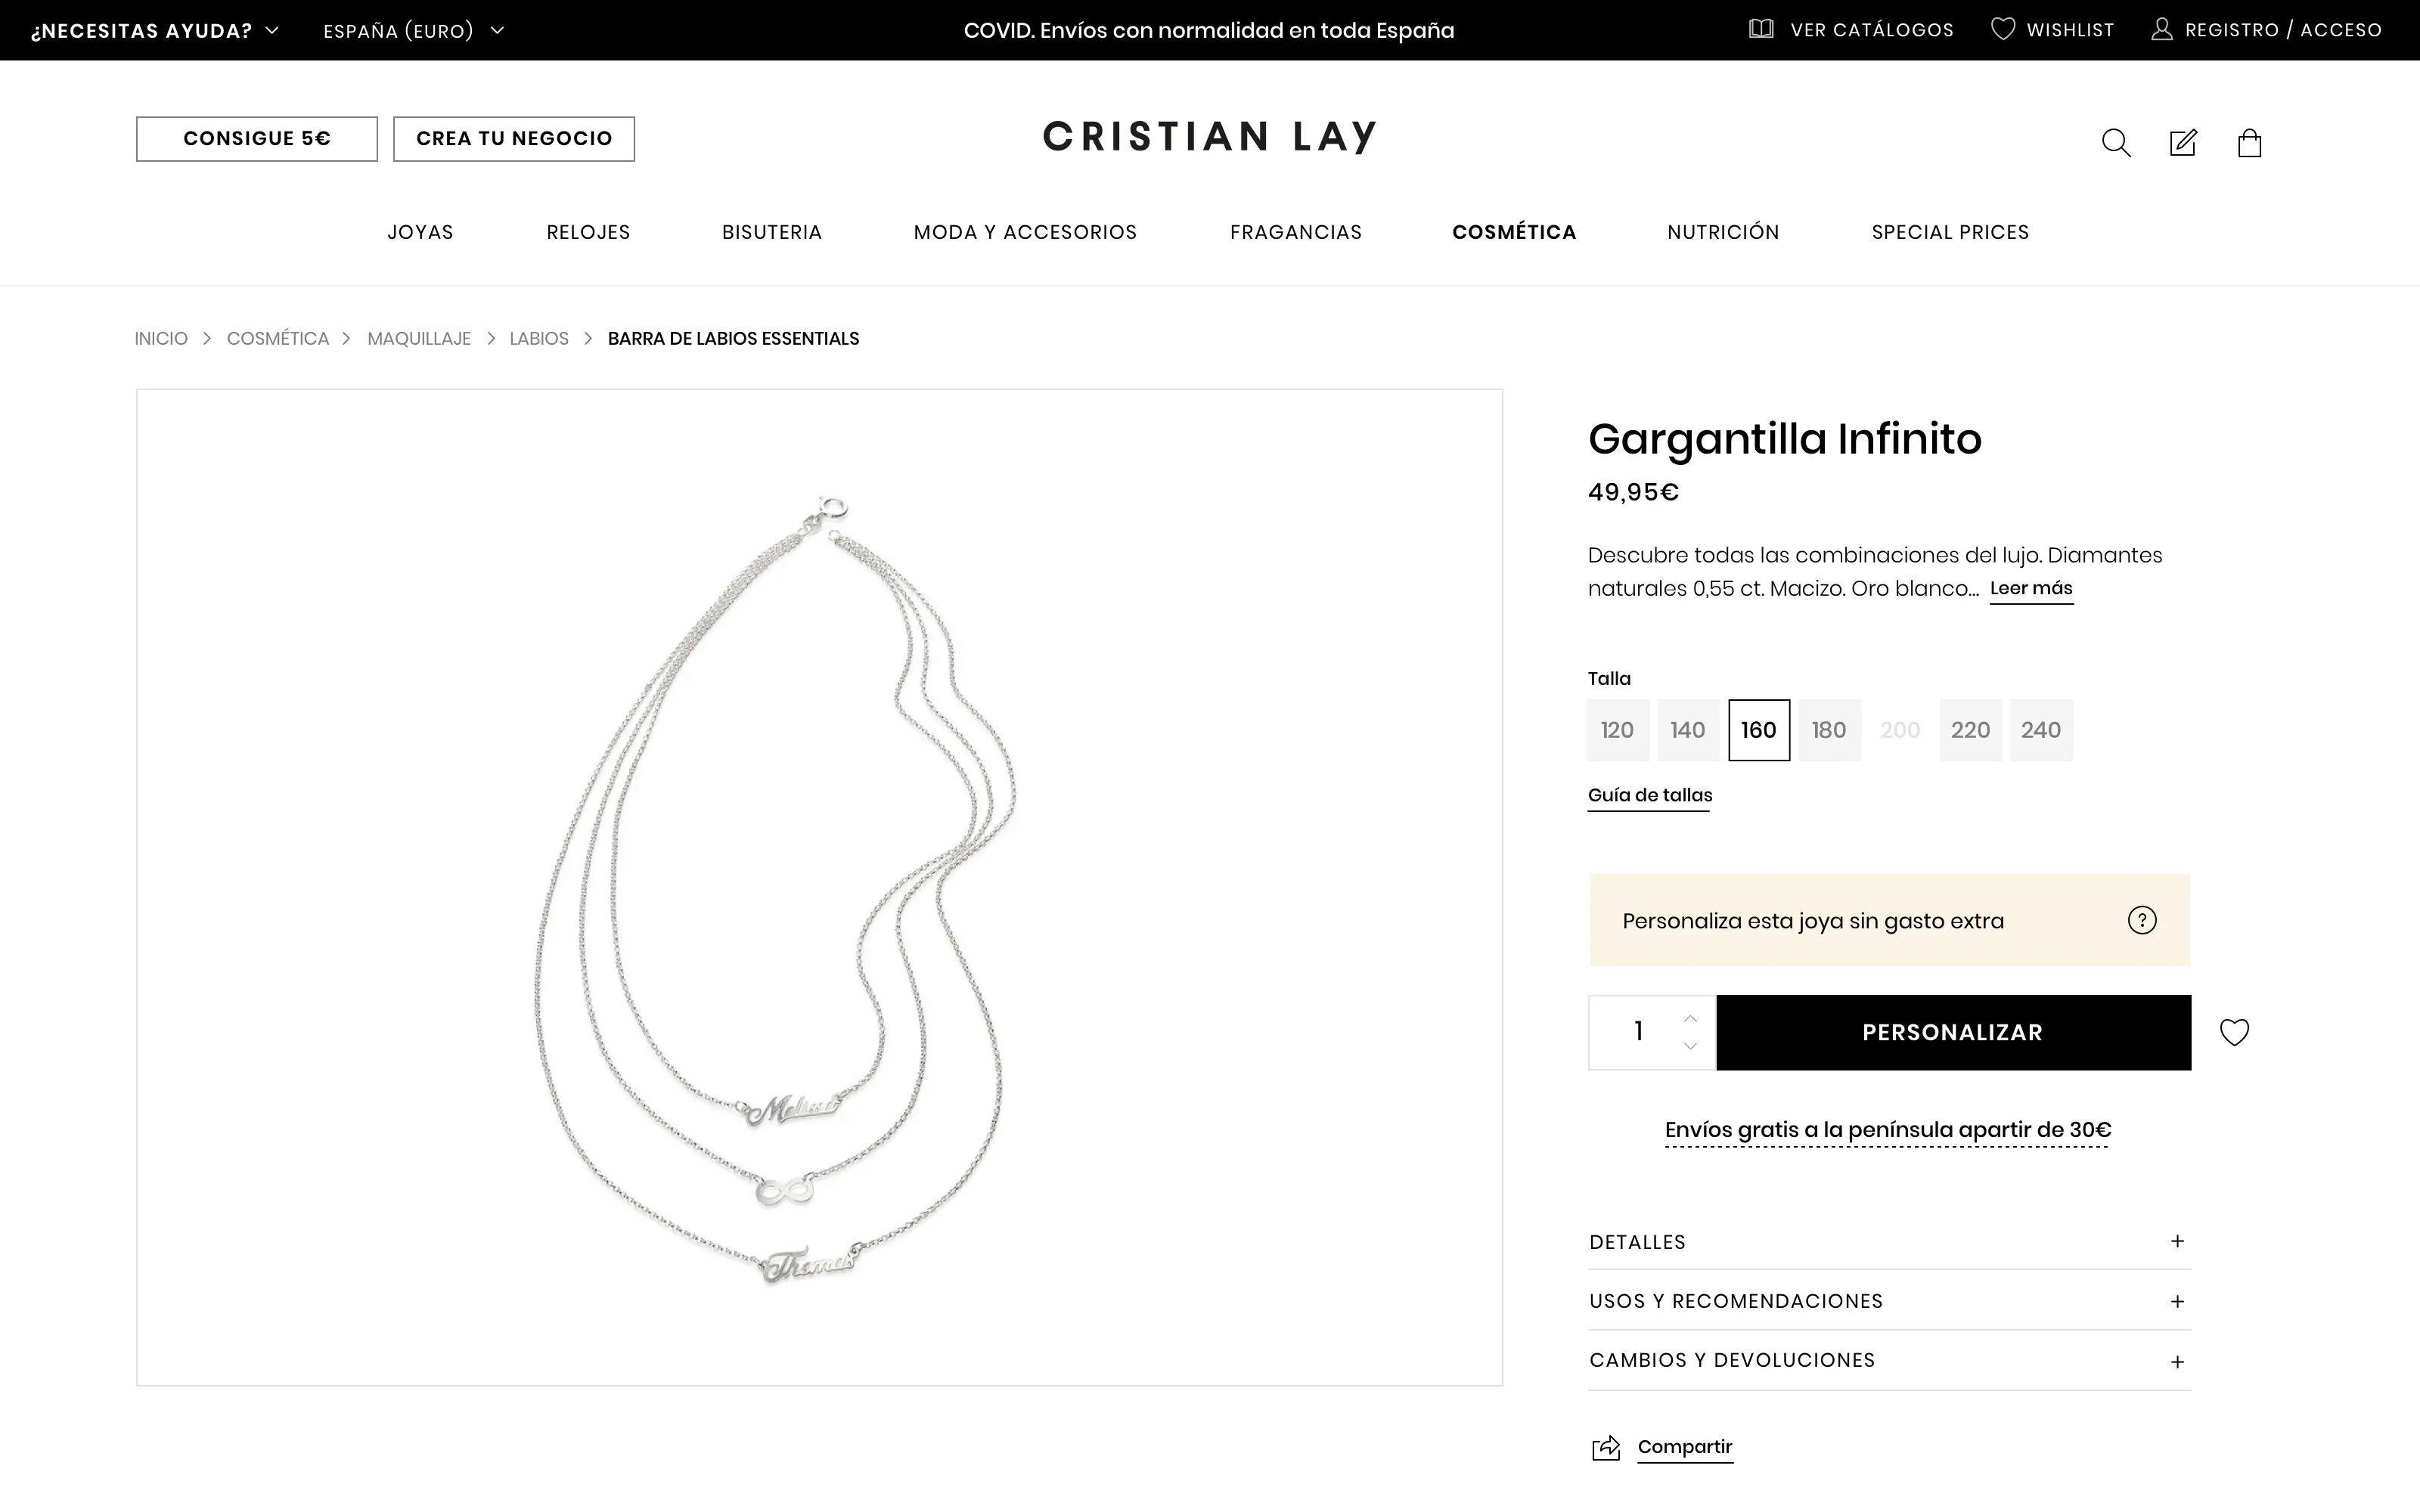 ¿NECESITAS AYUDA?
ESPAÑA (EURO)
COVID. Envíos con normalidad en toda España
VER CATÁLOGOS
WISHLIST
REGISTRO / ACCESO
CONSIGUE 5€
CREA TU NEGOCIO
CRISTIAN LAY
JOYAS
RELOJES
BISUTERIA
MODA Y ACCESORIOS
FRAGANCIAS
COSMÉTICA
NUTRICIÓN
SPECIAL PRICES
INICIO > COSMÉTICA > MAQUILLAJE > LABIOS > BARRA DE LABIOS ESSENTIALS
Gargantilla Infinito
49,95€
Descubre todas las combinaciones del lujo. Diamantes
naturales 0,55 ct. Macizo. Oro blanco... Leer más
Talla
120 140 160 180 200 220 240
Guía de tallas
Personaliza esta joya sin gasto extra ?
1
PERSONALIZAR
Envíos gratis a la península apartir de 30€
DETALLES +
USOS Y RECOMENDACIONES +
CAMBIOS Y DEVOLUCIONES +
Compartir
Melissa
Thomas